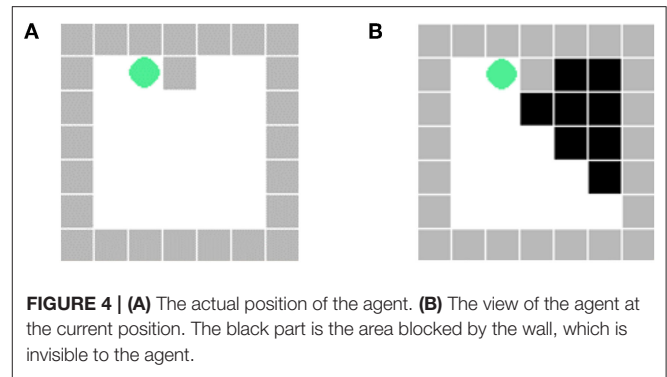 A
B
FIGURE 4 | (A) The actual position of the agent. (B) The view of the agent at
the current position. The black part is the area blocked by the wall, which is
invisible to the agent.